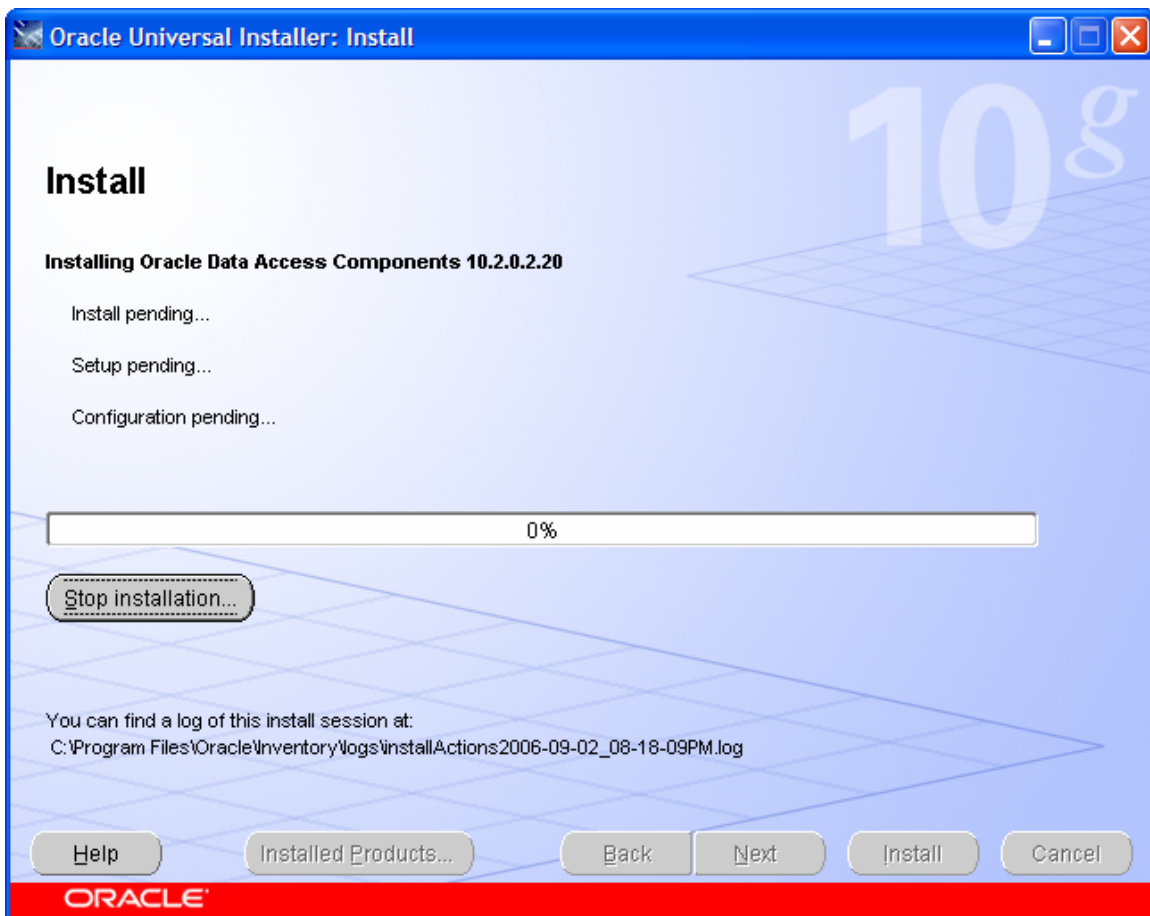 Oracle Universal Installer: Install
10g
Install
Installing Oracle Data Access Components 10.2.0.2.20
Install pending...
Setup pending...
Configuration pending...
0%
Stop installation...
You can find a log of this install session at:
C:\Program Files\Oracle\Inventory\logs\installActions2006-09-02_08-18-09PM.log
Help Installed Products... Back Next Install Cancel
ORACLE